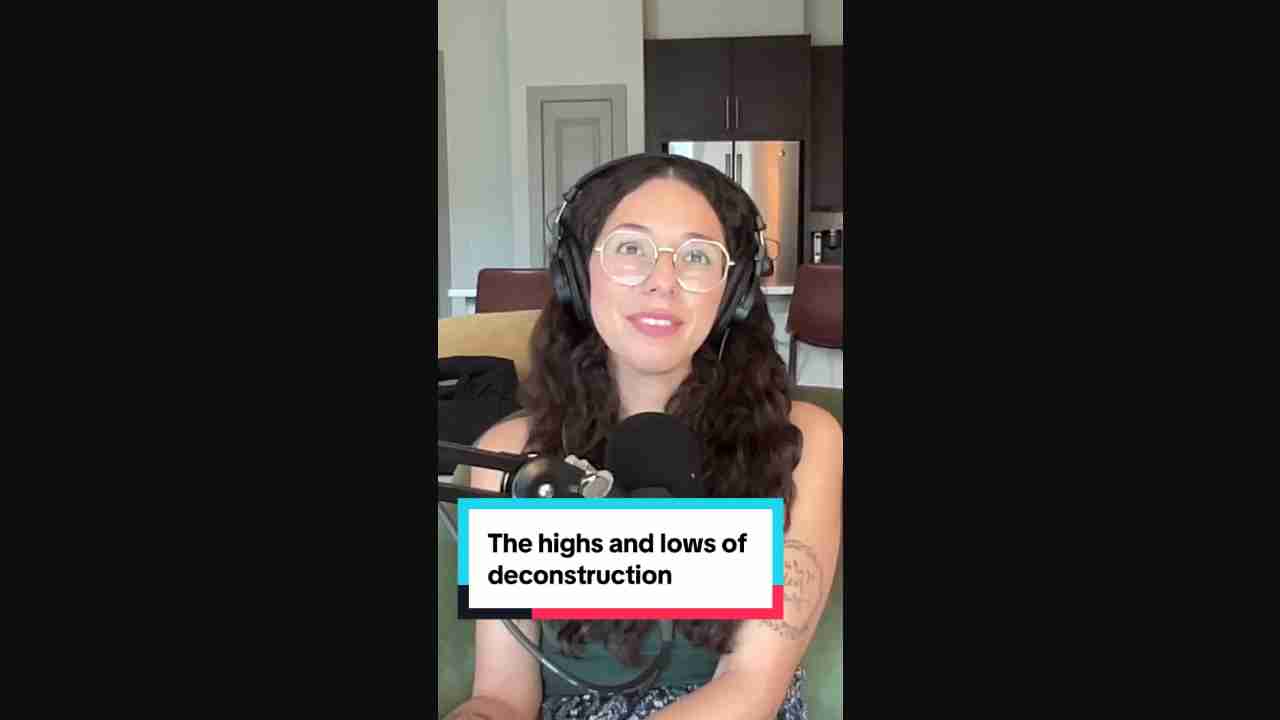 The highs and lows of
deconstruction